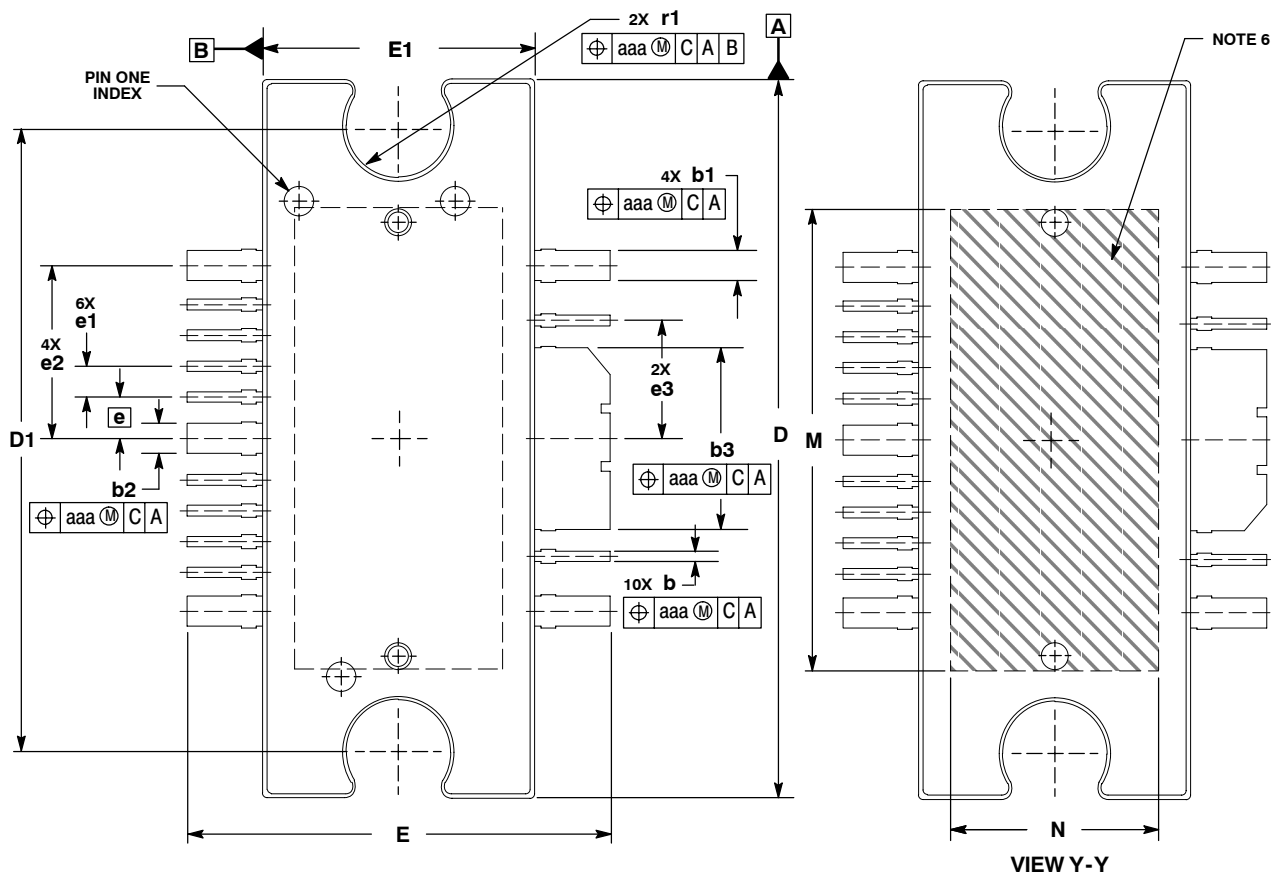 2X r1
⌖ aaa Ⓜ C A B
A
B
E1
NOTE 6
PIN ONE
INDEX
4X b1
⌖ aaa Ⓜ C A
6X
e1
4X
e2
2X
e3
e
D1
D
M
b3
⌖ aaa Ⓜ C A
b2
⌖ aaa Ⓜ C A
10X b
⌖ aaa Ⓜ C A
E
N
VIEW Y-Y